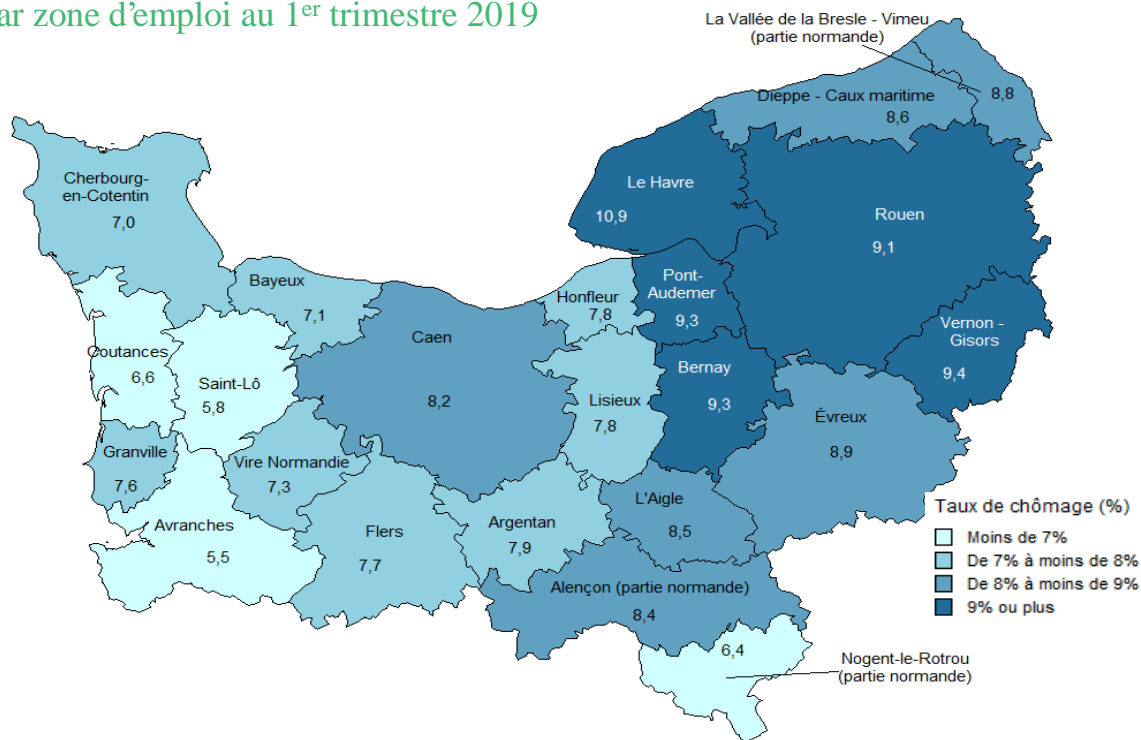 ar zone d’emploi au 1er trimestre 2019
La Vallée de la Bresle - Vimeu
(partie normande)
8,8
Dieppe - Caux maritime
8,6
Cherbourg-
en-Cotentin
7,0
Le Havre
10,9
Rouen
9,1
Bayeux
7,1
Honfleur
7,8
Pont-
Audemer
9,3
Vernon -
Gisors
9,4
Caen
8,2
Coutances
6,6
Saint-Lô
5,8
Bernay
9,3
Lisieux
7,8
Évreux
8,9
Granville
7,6
Vire Normandie
7,3
Avranches
5,5
Flers
7,7
Argentan
7,9
L'Aigle
8,5
Alençon (partie normande)
8,4
6,4
Nogent-le-Rotrou
(partie normande)
Taux de chômage (%)
Moins de 7%
De 7% à moins de 8%
De 8% à moins de 9%
9% ou plus